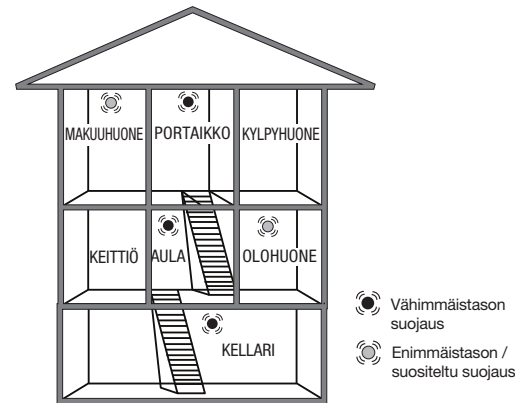 MAKUUHUONE PORTAIKKO KYLPYHUONE
KEITTIÖ AULA OLOHUONE
KELLARI
Vähimmäistason
suojaus
Enimmäistason /
suositeltu suojaus